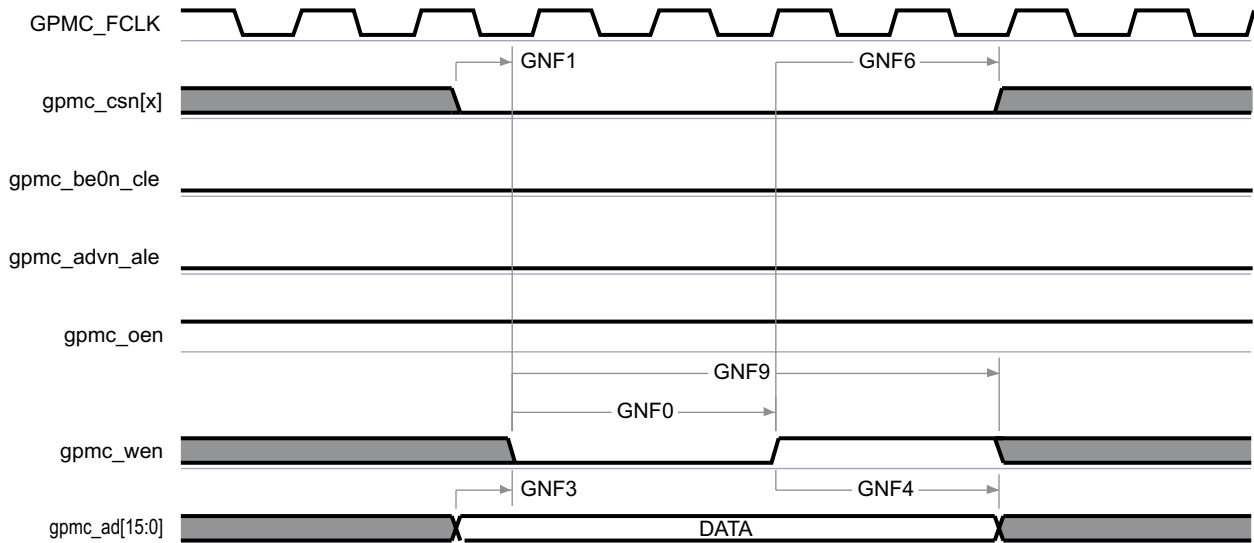 GPMC_FCLK
GNF1
GNF6
gpmc_csn[x]
gpmc_be0n_cle
gpmc_advn_ale
gpmc_oen
GNF9
GNF0
gpmc_wen
GNF3
GNF4
gpmc_ad[15:0]
DATA